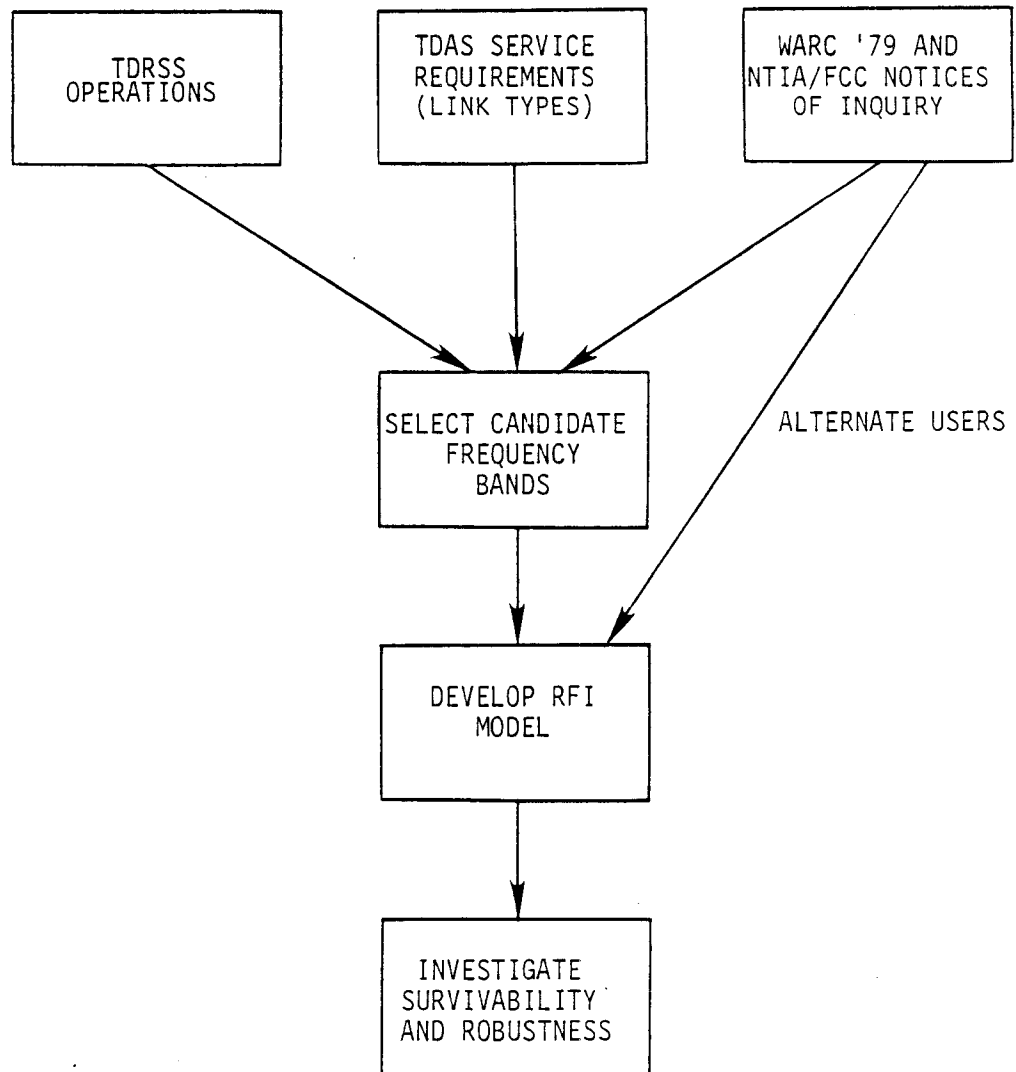 TDRSS
OPERATIONS
TDAS SERVICE
REQUIREMENTS
(LINK TYPES)
WARC '79 AND
NTIA/FCC NOTICES
OF INQUIRY
SELECT CANDIDATE
FREQUENCY
BANDS
ALTERNATE USERS
DEVELOP RFI
MODEL
INVESTIGATE
SURVIVABILITY
AND ROBUSTNESS